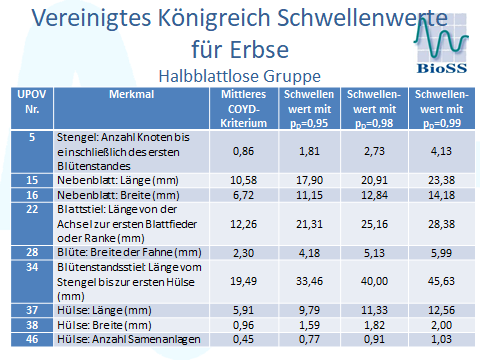 Vereinigtes Königreich Schwellenwerte
für Erbse
Halbblattlose Gruppe
BioSS
UPOV Nr. Merkmal Mittleres COYD-Kriterium Schwellen wert mit pD=0,95 Schwellen-wert mit pD=0,98 Schwellen-wert mit pD=0,99
5 Stengel: Anzahl Knoten bis einschließlich des ersten Blütenstandes 0,86 1,81 2,73 4,13
15 Nebenblatt: Länge (mm) 10,58 17,90 20,91 23,38
16 Nebenblatt: Breite (mm) 6,72 11,15 12,84 14,18
22 Blattstiel: Länge von der Achsel zur ersten Blattfieder oder Ranke (mm) 12,26 21,31 25,16 28,38
28 Blüte: Breite der Fahne (mm) 2,30 4,18 5,13 5,99
34 Blütenstandsstiel: Länge vom Stengel bis zur ersten Hülse (mm) 19,49 33,46 40,00 45,63
37 Hülse: Länge (mm) 5,91 9,79 11,33 12,56
38 Hülse: Breite (mm) 0,96 1,59 1,82 2,00
46 Hülse: Anzahl Samenanlagen 0,45 0,77 0,91 1,03